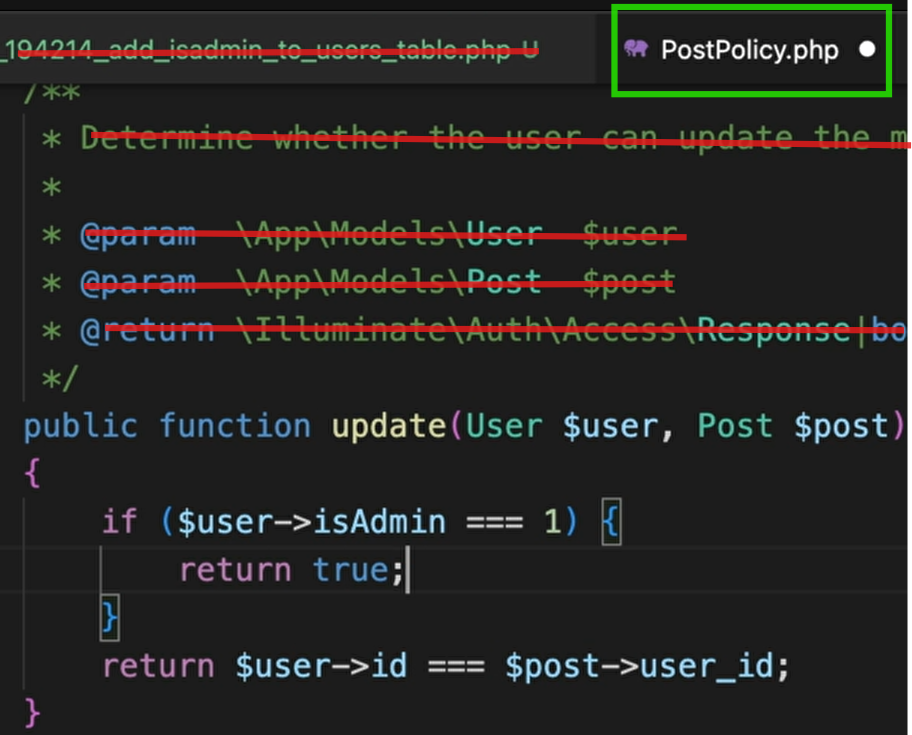 _194214_add_isadmin_to_users_table.php U
PostPolicy.php
/**
* Determine whether the user can update the
*
* @param \App\Models\User $user
* @param \App\Models\Post $post
* @return \Illuminate\Auth\Access\Response|bo
*/
public function update(User $user, Post $post)
{
if ($user->isAdmin === 1) {
return true;
}
return $user->id === $post->user_id;
}